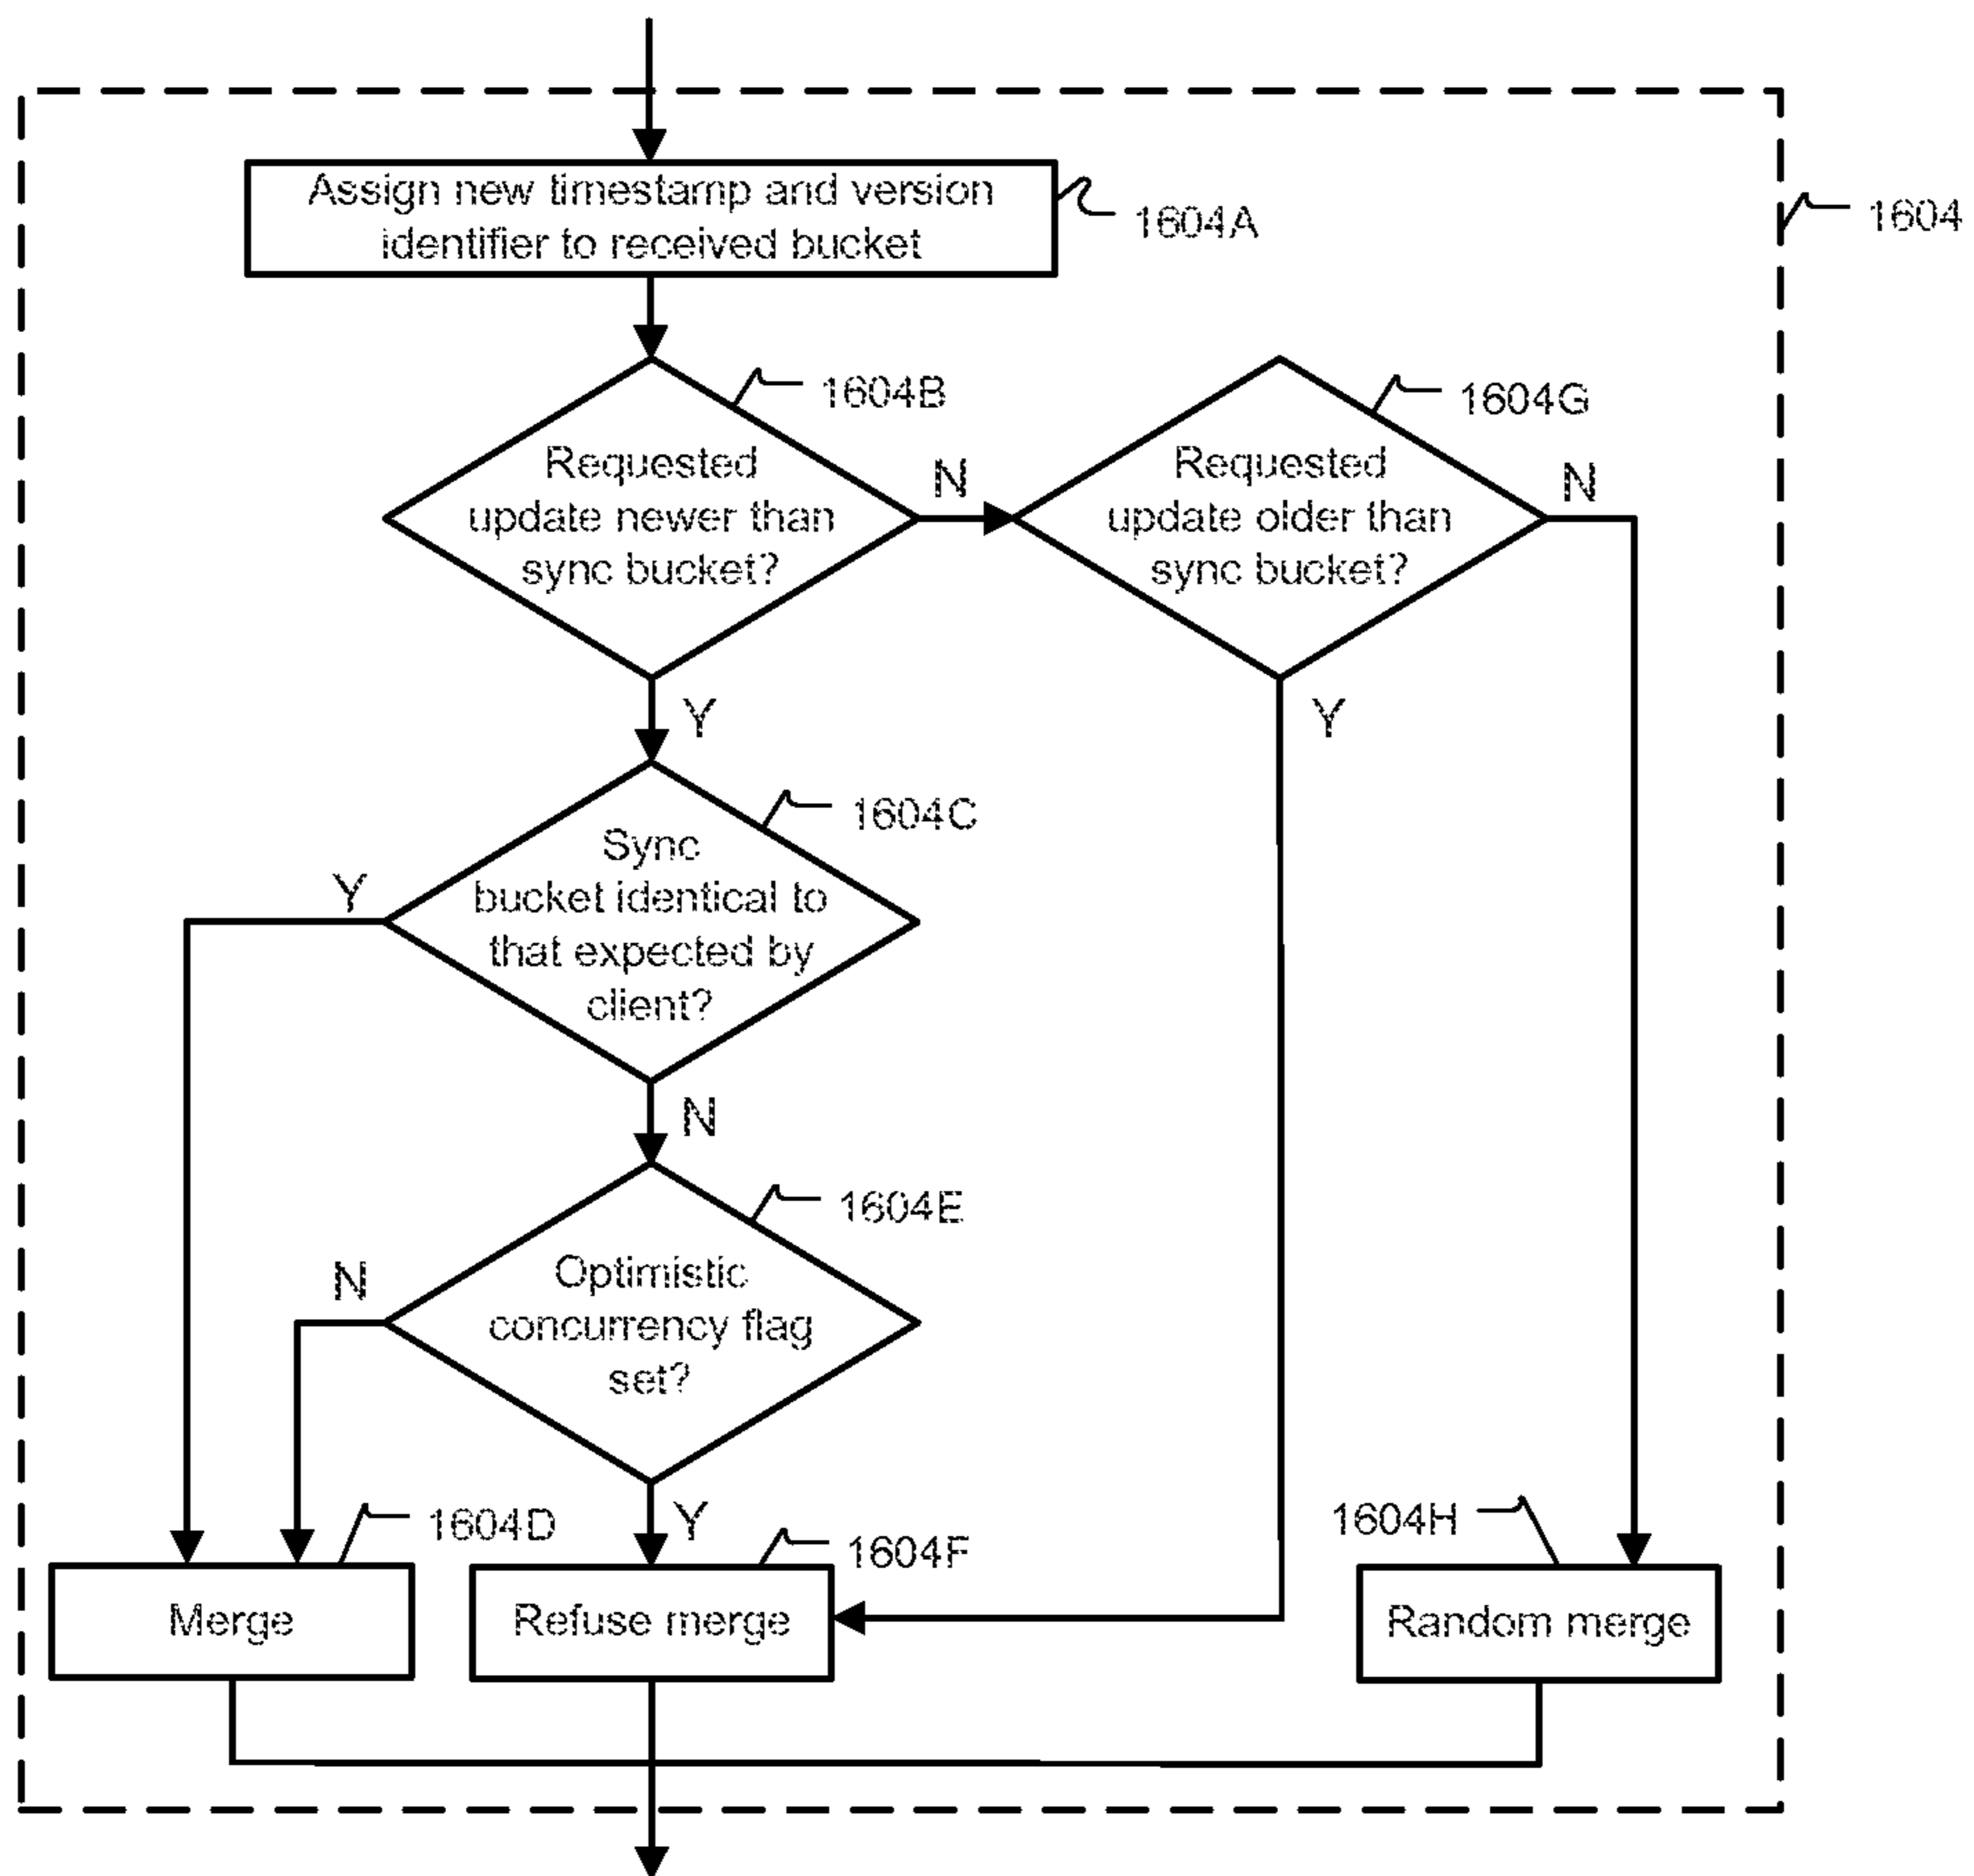 Assign new timestamp and version
identifier to received bucket
1604A
1604
1604B
Requested
update newer than
sync bucket?
N
Y
1604G
Requested
update older than
sync bucket?
N
Y
1604C
Sync
bucket identical to
that expected by
client?
Y
N
1604E
Optimistic
concurrency flag
set?
N
Y
1604D
Merge
1604F
Refuse merge
1604H
Random merge